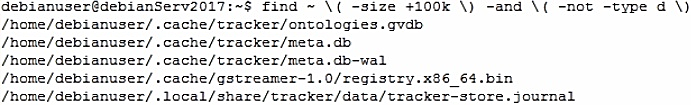 debianuser@debianServ2017:~$ find ~ \( -size +100k \) -and \( -not -type d \)
/home/debianuser/.cache/tracker/ontologies.gvdb
/home/debianuser/.cache/tracker/meta.db
/home/debianuser/.cache/tracker/meta.db-wal
/home/debianuser/.cache/gstreamer-1.0/registry.x86_64.bin
/home/debianuser/.local/share/tracker/data/tracker-store.journal